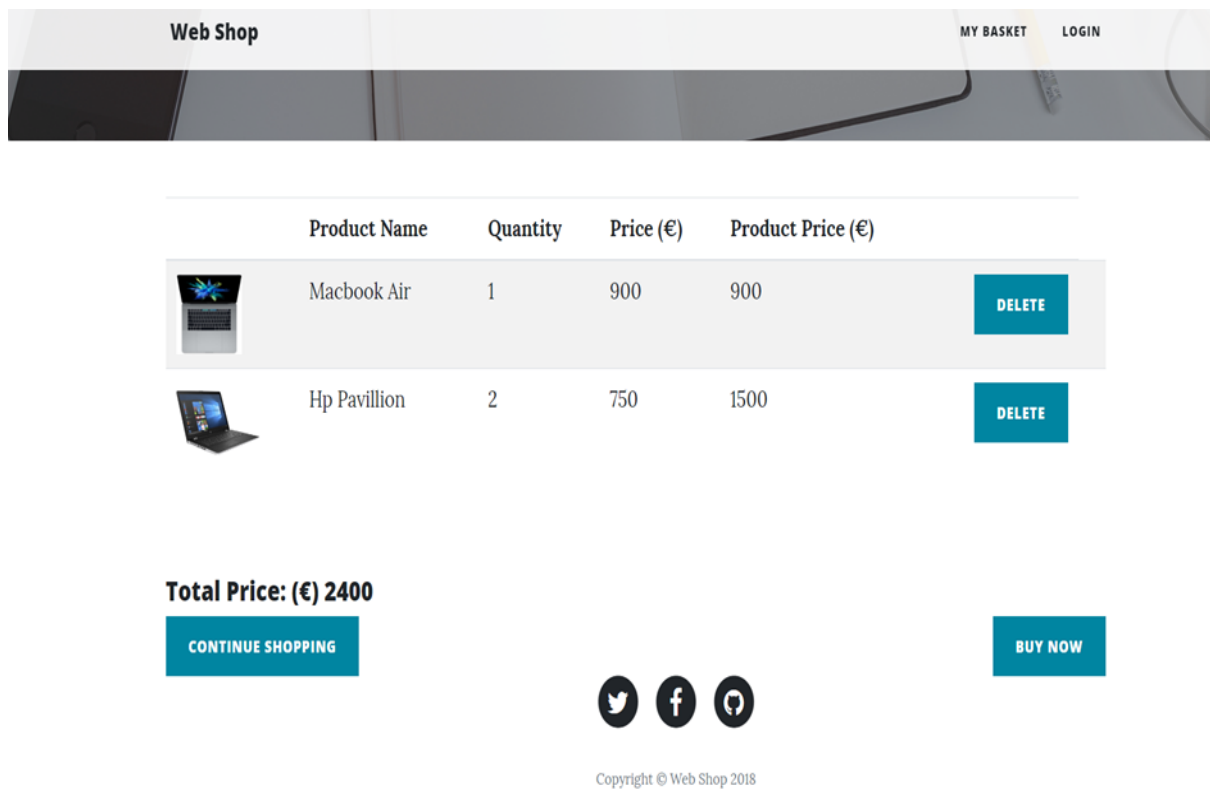 Web Shop MY BASKET LOGIN
Product Name Quantity Price (€) Product Price (€)
Macbook Air 1 900 900 DELETE
Hp Pavillion 2 750 1500 DELETE
Total Price: (€) 2400
CONTINUE SHOPPING BUY NOW
Copyright © Web Shop 2018